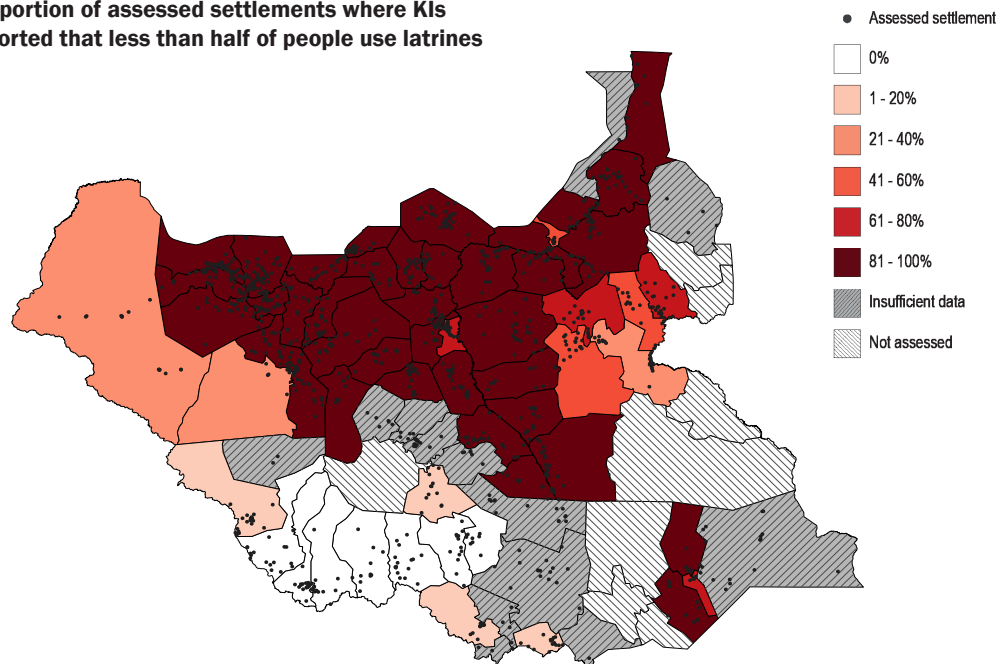 portion of assessed settlements where KIs
orted that less than half of people use latrines
Assessed settlement
0%
1 - 20%
21 - 40%
41 - 60%
61 - 80%
81 - 100%
Insufficient data
Not assessed